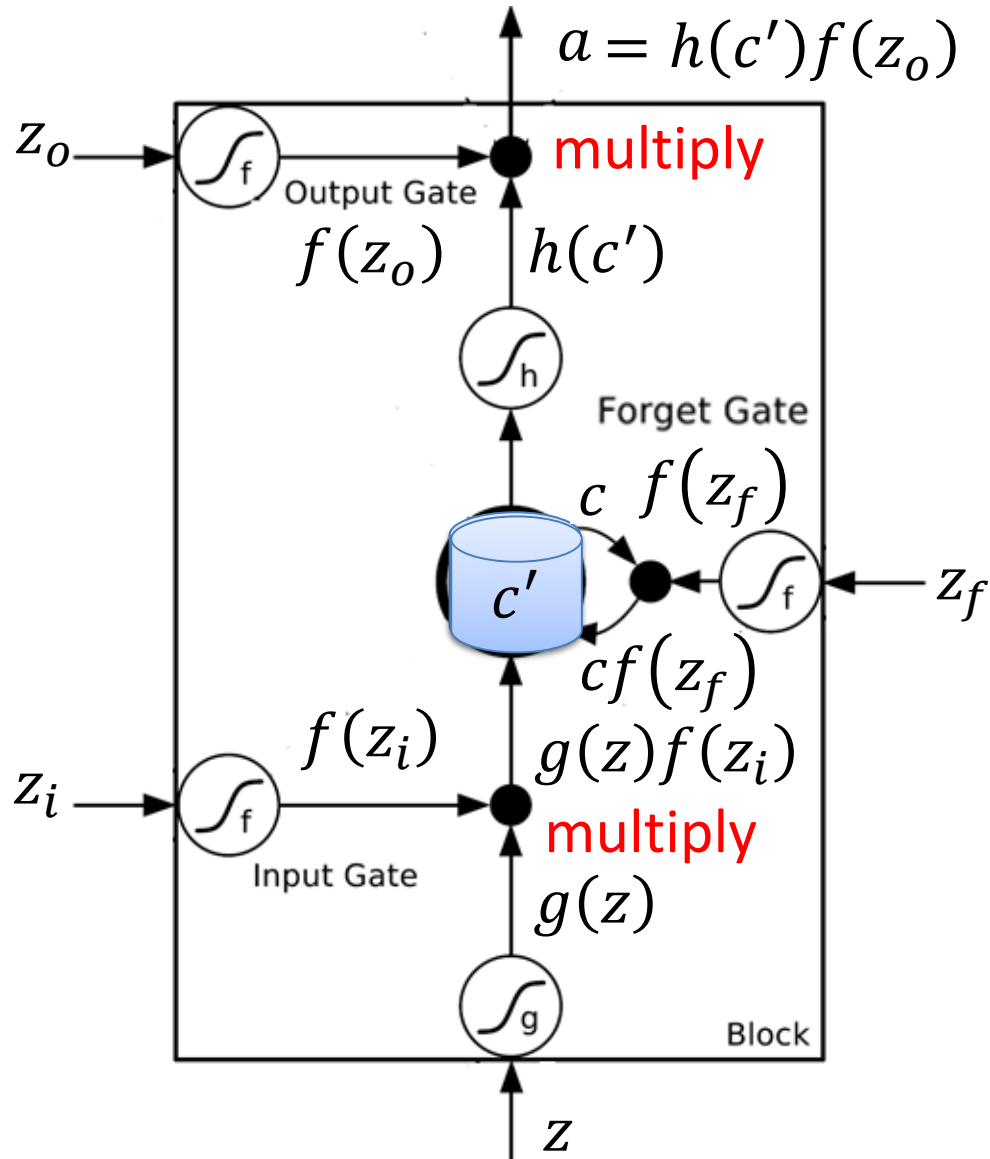 a = h(c′)f(z_o)
z_o
f
multiply
Output Gate
f(z_o)
h(c′)
h
Forget Gate
c
f(z_f)
c′
f
z_f
cf(z_f)
f(z_i)
g(z)f(z_i)
z_i
f
multiply
Input Gate
g(z)
g
Block
z